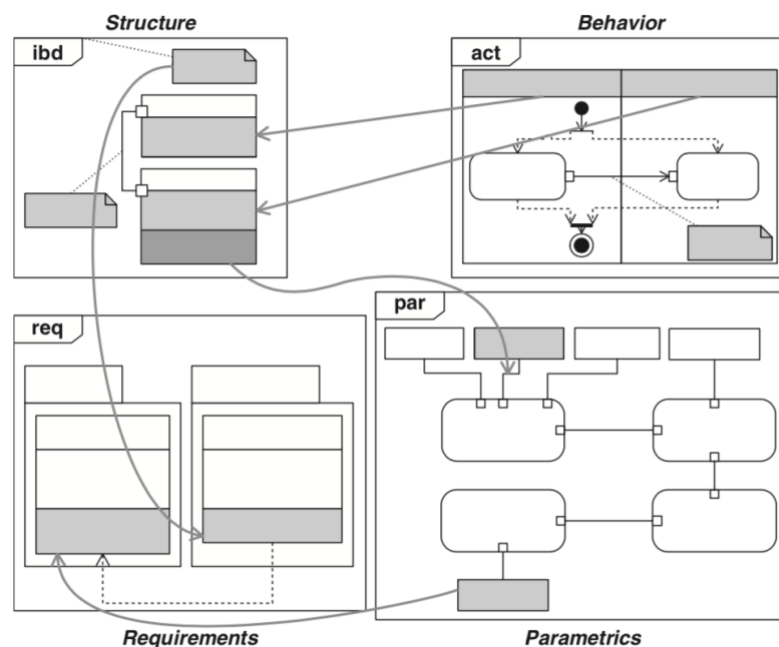 Structure
Behavior
ibd
act
req
par
Requirements
Parametrics